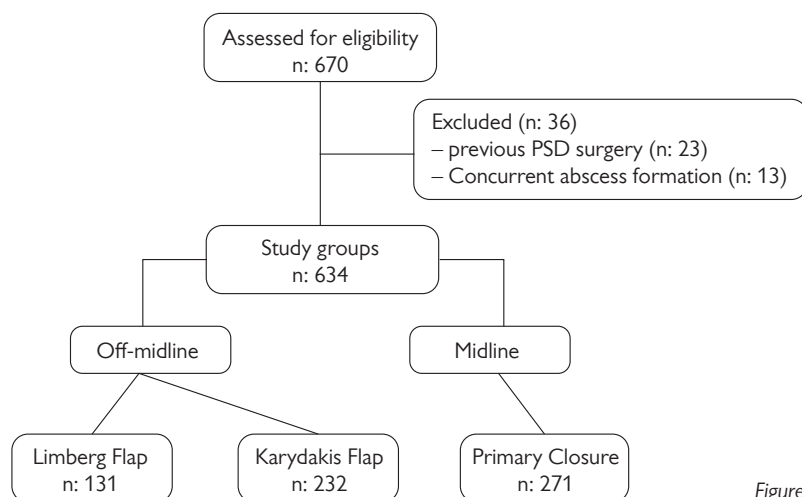 Assessed for eligibility
n: 670
Excluded (n: 36)
– previous PSD surgery (n: 23)
– Concurrent abscess formation (n: 13)
Study groups
n: 634
Off-midline
Midline
Limberg Flap
n: 131
Karydakis Flap
n: 232
Primary Closure
n: 271
Figure